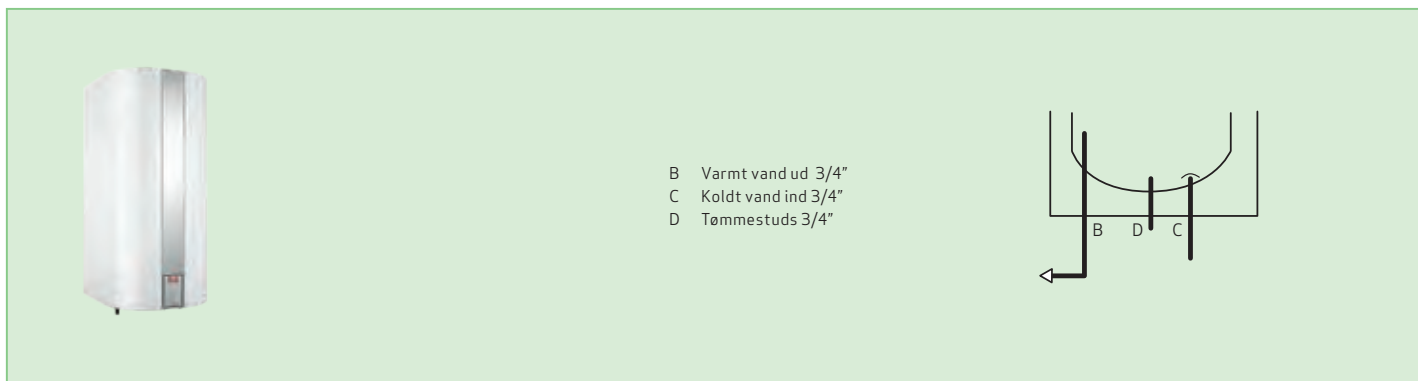 B Varmt vand ud 3/4"
C Koldt vand ind 3/4"
D Tømmestuds 3/4"
B D C